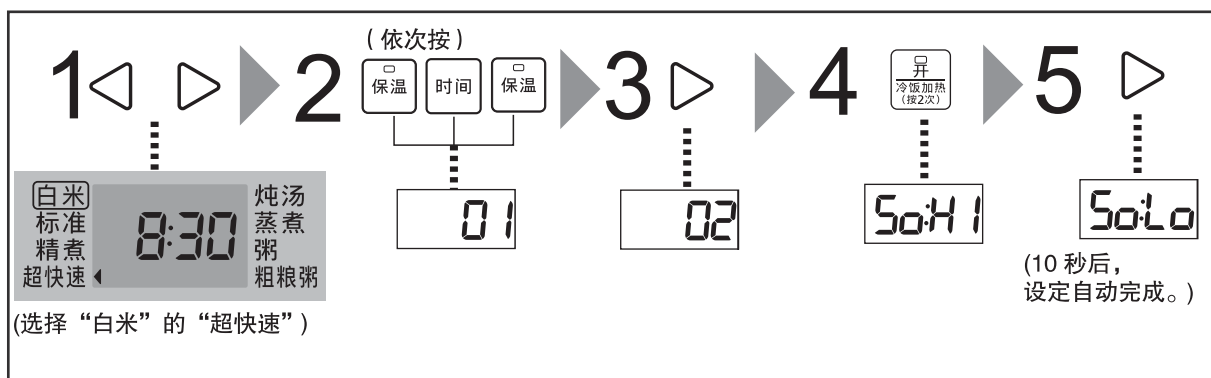 1
白米
标准
精煮
超快速
8:30
炖汤
蒸煮
粥
粗粮粥
(选择“白米”的“超快速”)
2
(依次按)
保温
时间
保温
01
3
02
4
开
冷饭加热
(按2次)
So:HI
5
So:Lo
(10 秒后，
设定自动完成。)